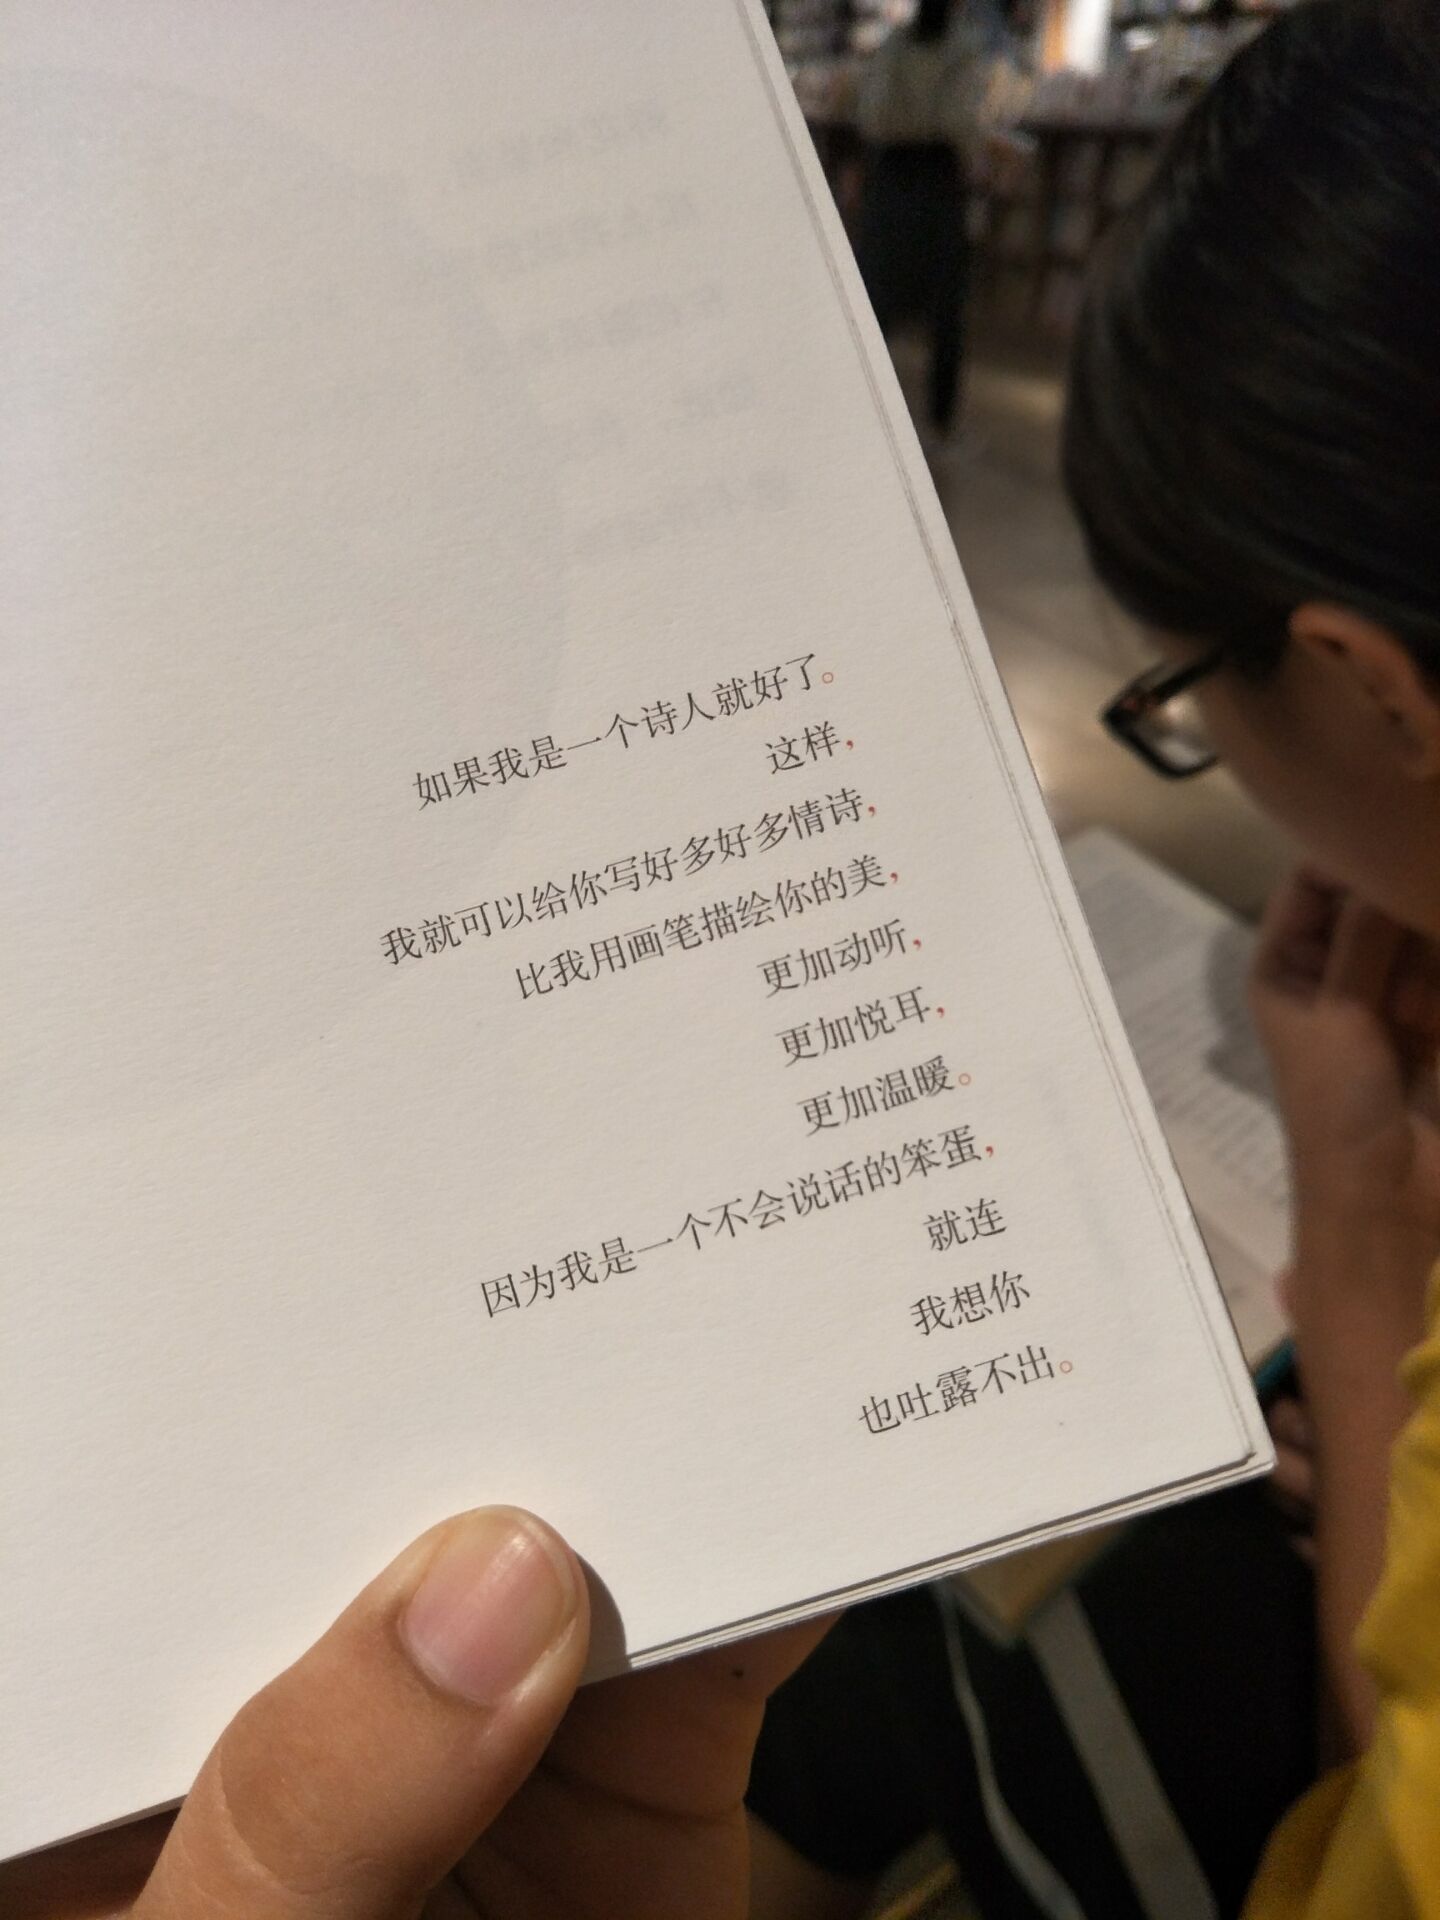 如果我是一个诗人就好了。
这样，
我就可以给你写好多好多情诗，
比我用画笔描绘你的美，
更加动听，
更加悦耳，
更加温暖。
因为我是一个不会说话的笨蛋，
就连
我想你
也吐露不出。